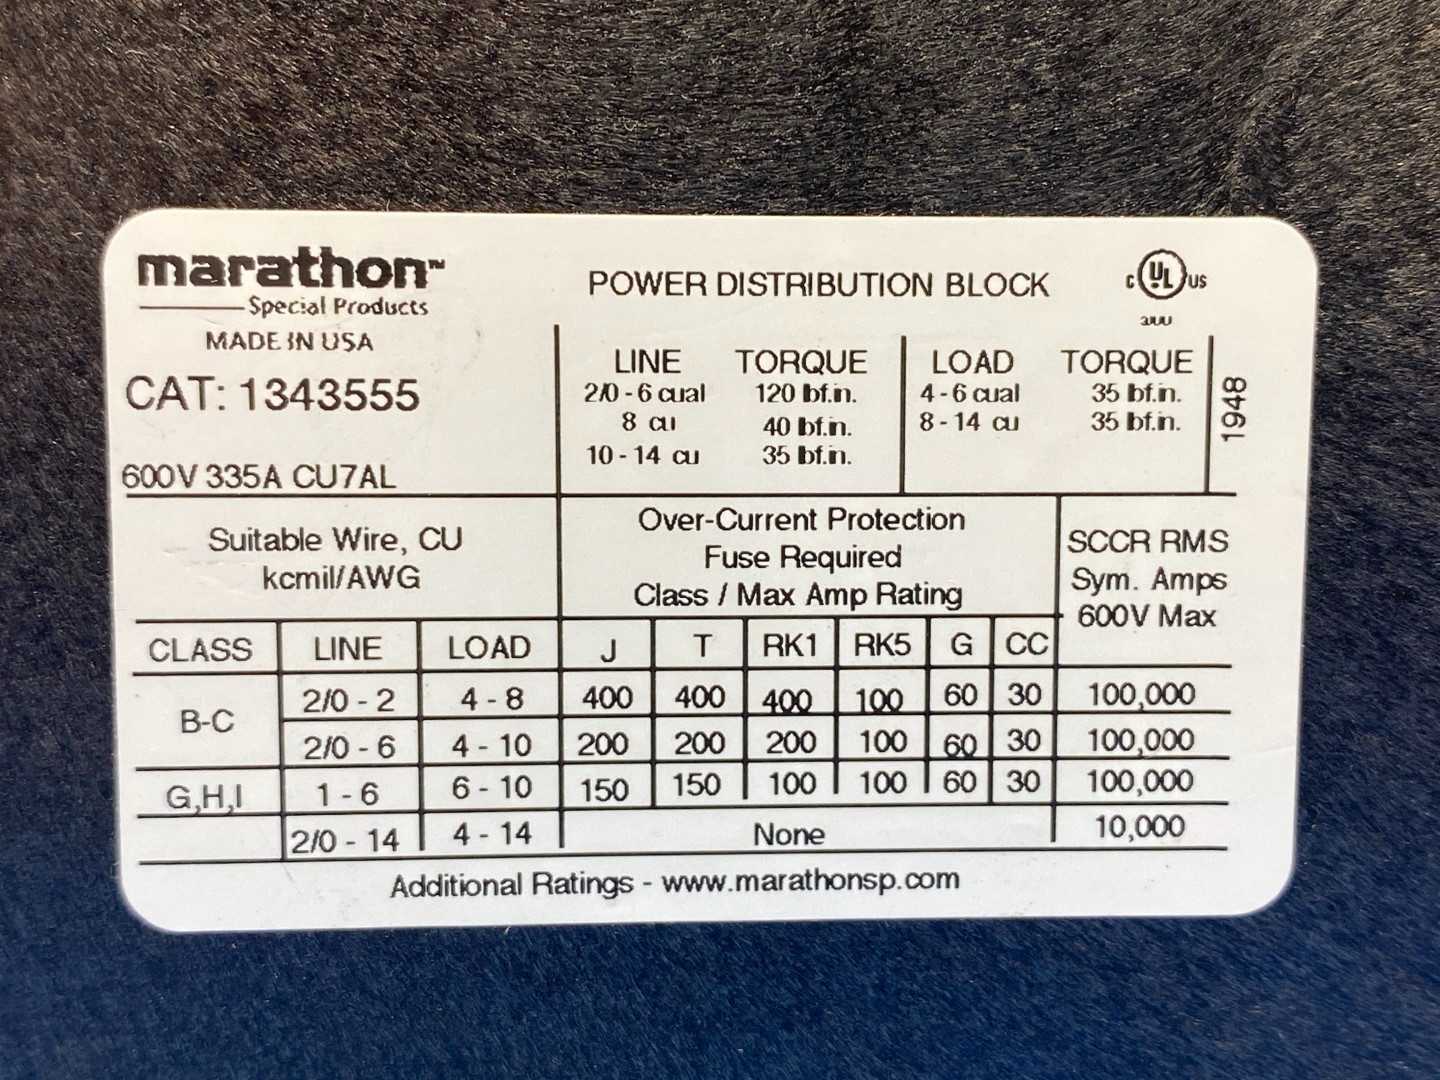 marathon™
Special Products
MADE IN USA
CAT: 1343555
600V 335A CU7AL
POWER DISTRIBUTION BLOCK
C UL US
LINE TORQUE LOAD TORQUE
2/0 - 6 cual 120 lbf.in. 4 - 6 cual 35 lbf.in.
8 cu 40 lbf.in. 8 - 14 cu 35 lbf.in.
10 - 14 cu 35 lbf.in.
1948
Suitable Wire, CU
kcmil/AWG
Over-Current Protection
Fuse Required
Class / Max Amp Rating
SCCR RMS
Sym. Amps
600V Max
CLASS LINE LOAD J T RK1 RK5 G CC
B-C
2/0 - 2 4 - 8 400 400 400 100 60 30 100,000
2/0 - 6 4 - 10 200 200 200 100 60 30 100,000
G,H,I 1 - 6 6 - 10 150 150 100 100 60 30 100,000
2/0 - 14 4 - 14 None 10,000
Additional Ratings - www.marathonsp.com